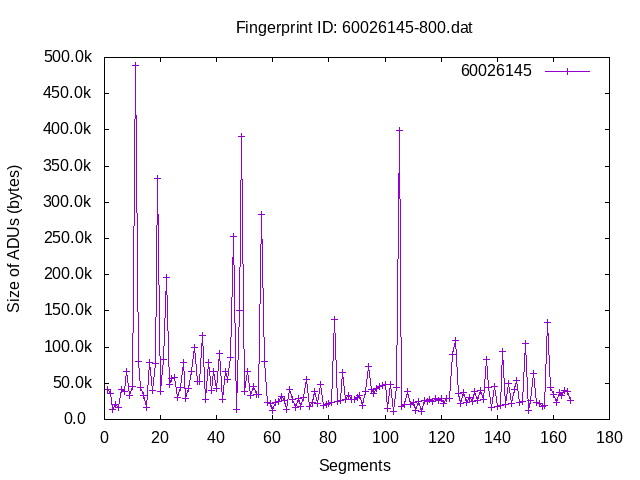 Fingerprint ID: 60026145-800.dat
60026145
500.0k
450.0k
400.0k
350.0k
300.0k
250.0k
200.0k
150.0k
100.0k
50.0k
0.0
Size of ADUs (bytes)
0 20 40 60 80 100 120 140 160 180
Segments